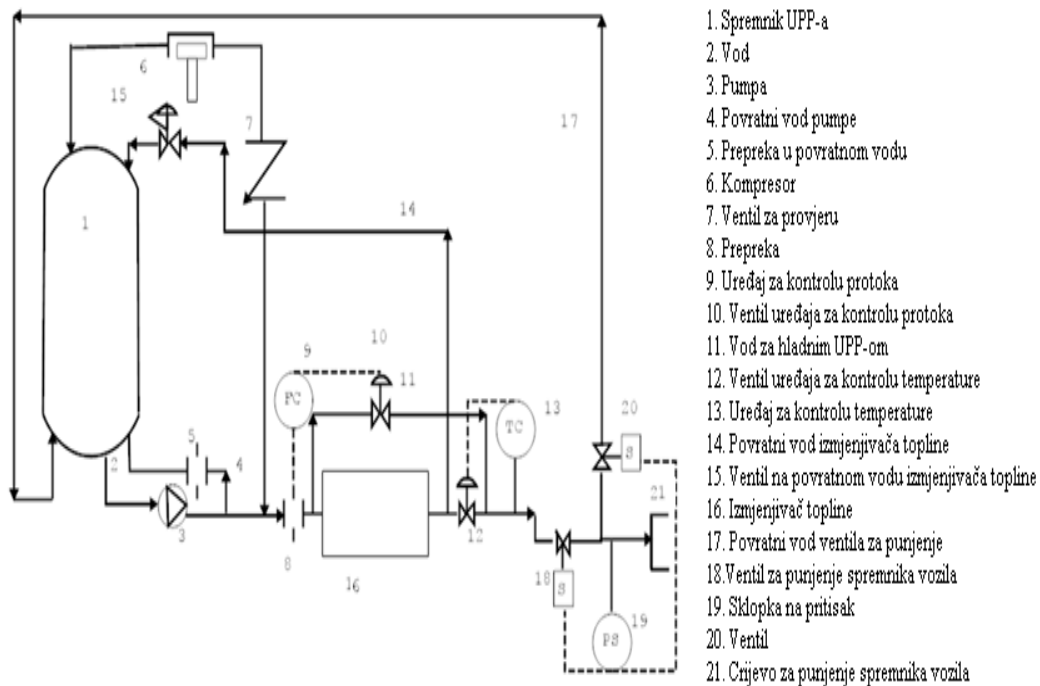 6
15
7
17
1
14
10
9
11
FC
13
TC
20
S
5
2
4
21
3
8
12
16
18
S
19
PS
1. Spremnik UPP-a
2. Vod
3. Pumpa
4. Povratni vod pumpe
5. Prepreka u povratnom vodu
6. Kompresor
7. Ventil za provjeru
8. Prepreka
9. Uređaj za kontrolu protoka
10. Ventil uređaja za kontrolu protoka
11. Vod za hladnim UPP-om
12. Ventil uređaja za kontrolu temperature
13. Uređaj za kontrolu temperature
14. Povratni vod izmjenjivača topline
15. Ventil na povratnom vodu izmjenjivača topline
16. Izmjenjivač topline
17. Povratni vod ventila za punjenje
18.Ventil za punjenje spremnika vozila
19. Sklopka na pritisak
20. Ventil
21. Crijevo za punjenje spremnika vozila